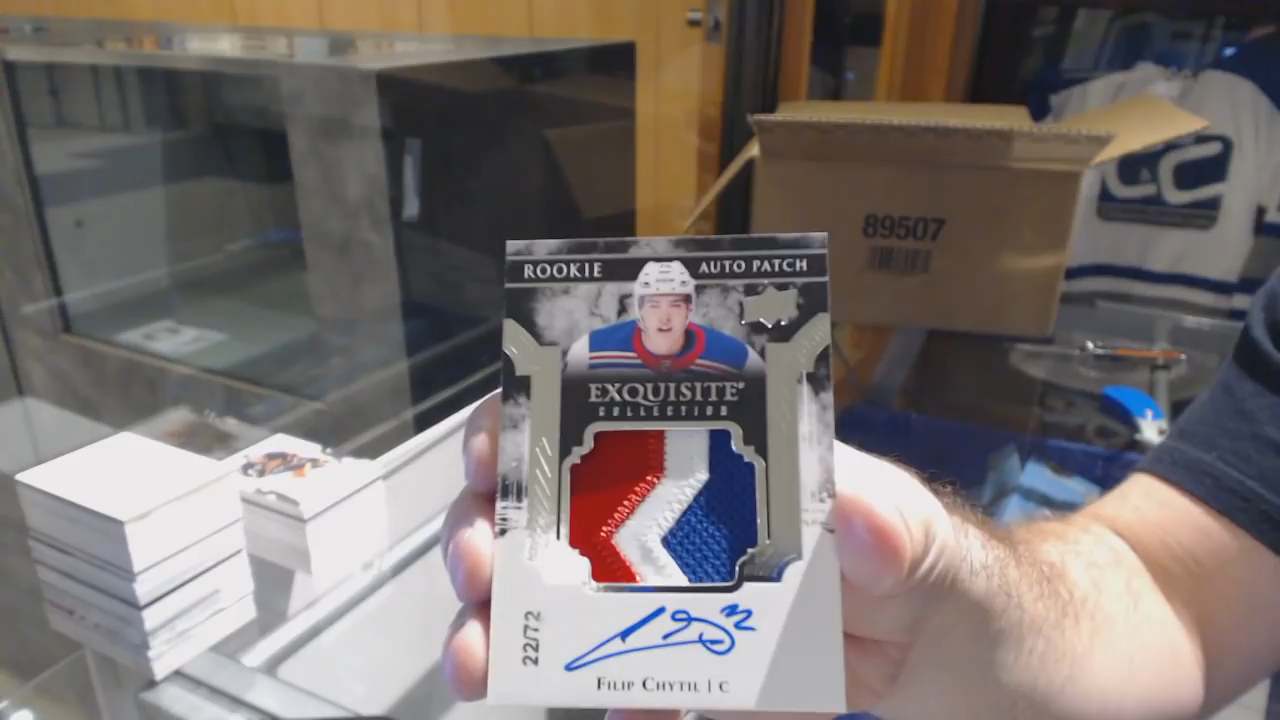 89507
ROOKIE AUTO PATCH
EXQUISITE
COLLECTION
22/72
FILIP CHYTIL | C